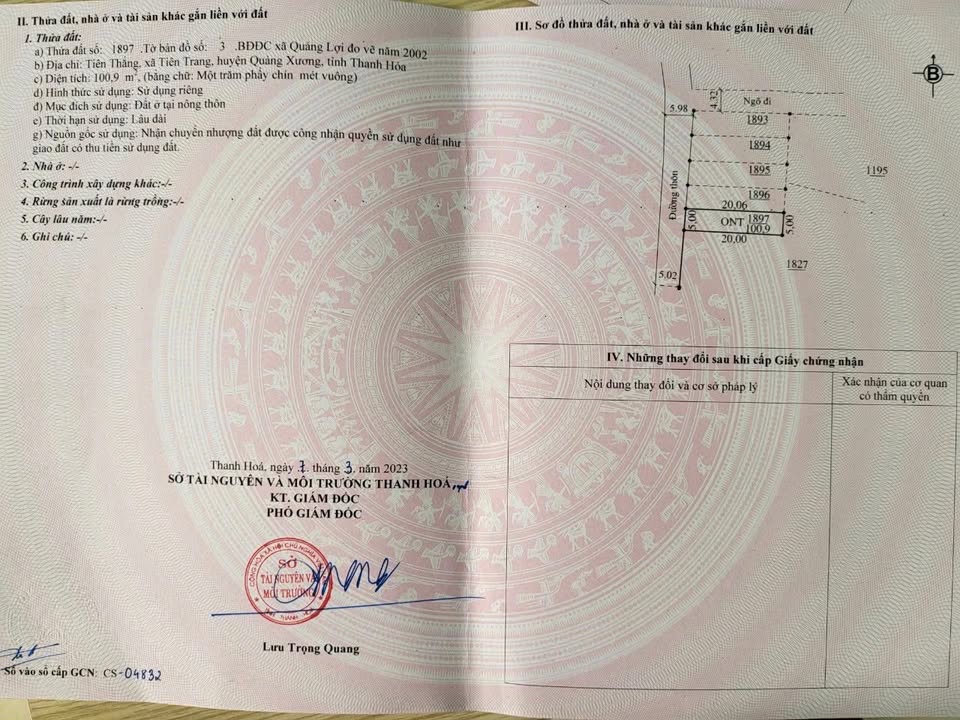 II. Thửa đất, nhà ở và tài sản khác gắn liền với đất
1. Thửa đất:
a) Thửa đất số: 1897 .Tờ bản đồ số: 3 .BĐĐC xã Quảng Lợi đo vẽ năm 2002
b) Địa chỉ: Tiên Thắng, xã Tiên Trang, huyện Quảng Xương, tỉnh Thanh Hóa
c) Diện tích: 100,9 m², (bằng chữ: Một trăm phẩy chín mét vuông)
d) Hình thức sử dụng: Sử dụng riêng
đ) Mục đích sử dụng: Đất ở tại nông thôn
e) Thời hạn sử dụng: Lâu dài
g) Nguồn gốc sử dụng: Nhận chuyển nhượng đất được công nhận quyền sử dụng đất như
giao đất có thu tiền sử dụng đất.
2. Nhà ở: -/-
3. Công trình xây dựng khác:-/-
4. Rừng sản xuất là rừng trồng:-/-
5. Cây lâu năm:-/-
6. Ghi chú: -/-
Thanh Hoá, ngày 7. tháng 3. năm 2023
SỞ TÀI NGUYÊN VÀ MÔI TRƯỜNG THANH HOÁ
KT. GIÁM ĐỐC
PHÓ GIÁM ĐỐC
SỞ
TÀI NGUYÊN VÀ
MÔI TRƯỜNG
Lưu Trọng Quang
Số vào sổ cấp GCN: CS-04832
III. Sơ đồ thửa đất, nhà ở và tài sản khác gắn liền với đất
B
5.98
4.32
Ngõ đi
1893
1894
1895
1195
1896
Đường thôn
20,06
5,00
ONT
1897
100,9
5,00
20,00
1827
5,02
IV. Những thay đổi sau khi cấp Giấy chứng nhận
Nội dung thay đổi và cơ sở pháp lý
Xác nhận của cơ quan
có thẩm quyền